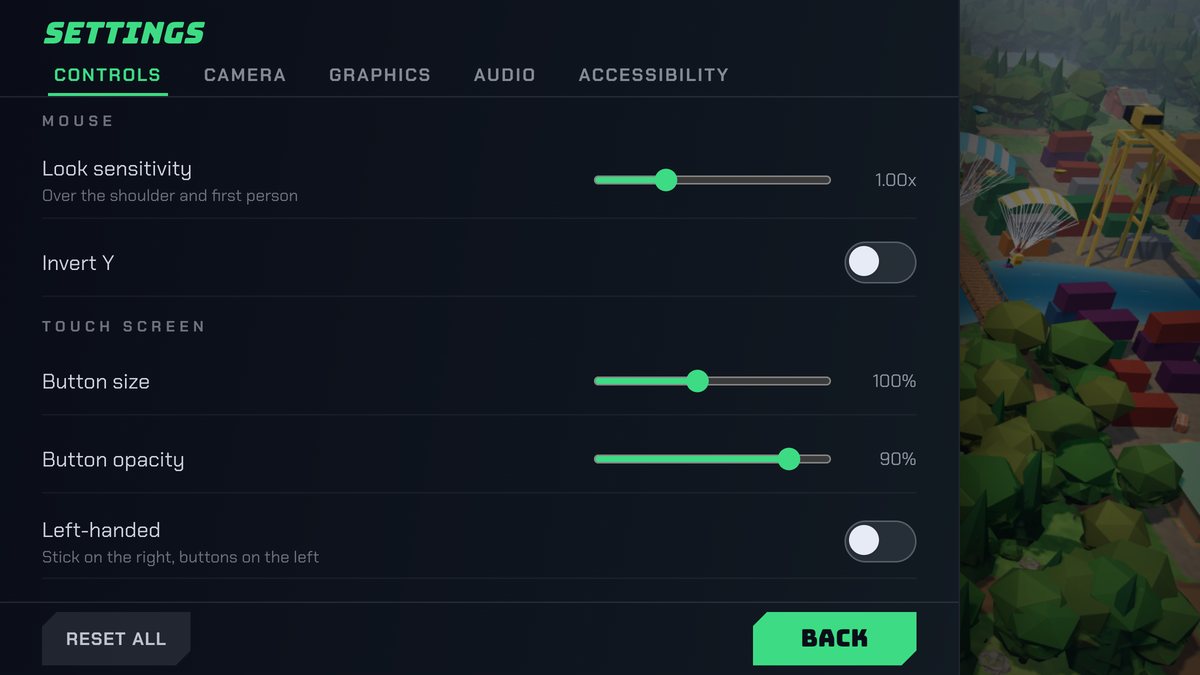 SETTINGS
CONTROLS CAMERA GRAPHICS AUDIO ACCESSIBILITY
MOUSE
Look sensitivity
Over the shoulder and first person
1.00x
Invert Y
TOUCH SCREEN
Button size
100%
Button opacity
90%
Left-handed
Stick on the right, buttons on the left
RESET ALL
BACK